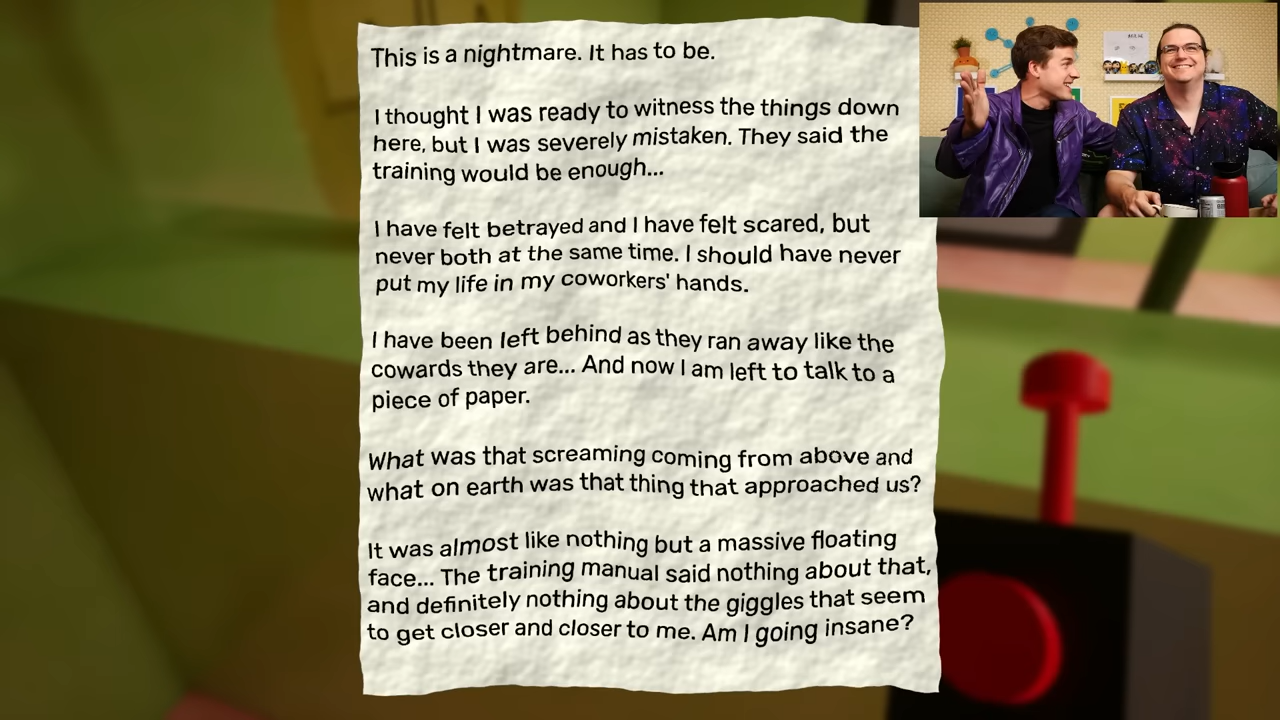 This is a nightmare. It has to be.
I thought I was ready to witness the things down
here, but I was severely mistaken. They said the
training would be enough...
I have felt betrayed and I have felt scared, but
never both at the same time. I should have never
put my life in my coworkers' hands.
I have been left behind as they ran away like the
cowards they are... And now I am left to talk to a
piece of paper.
What was that screaming coming from above and
what on earth was that thing that approached us?
It was almost like nothing but a massive floating
face... The training manual said nothing about that,
and definitely nothing about the giggles that seem
to get closer and closer to me. Am I going insane?